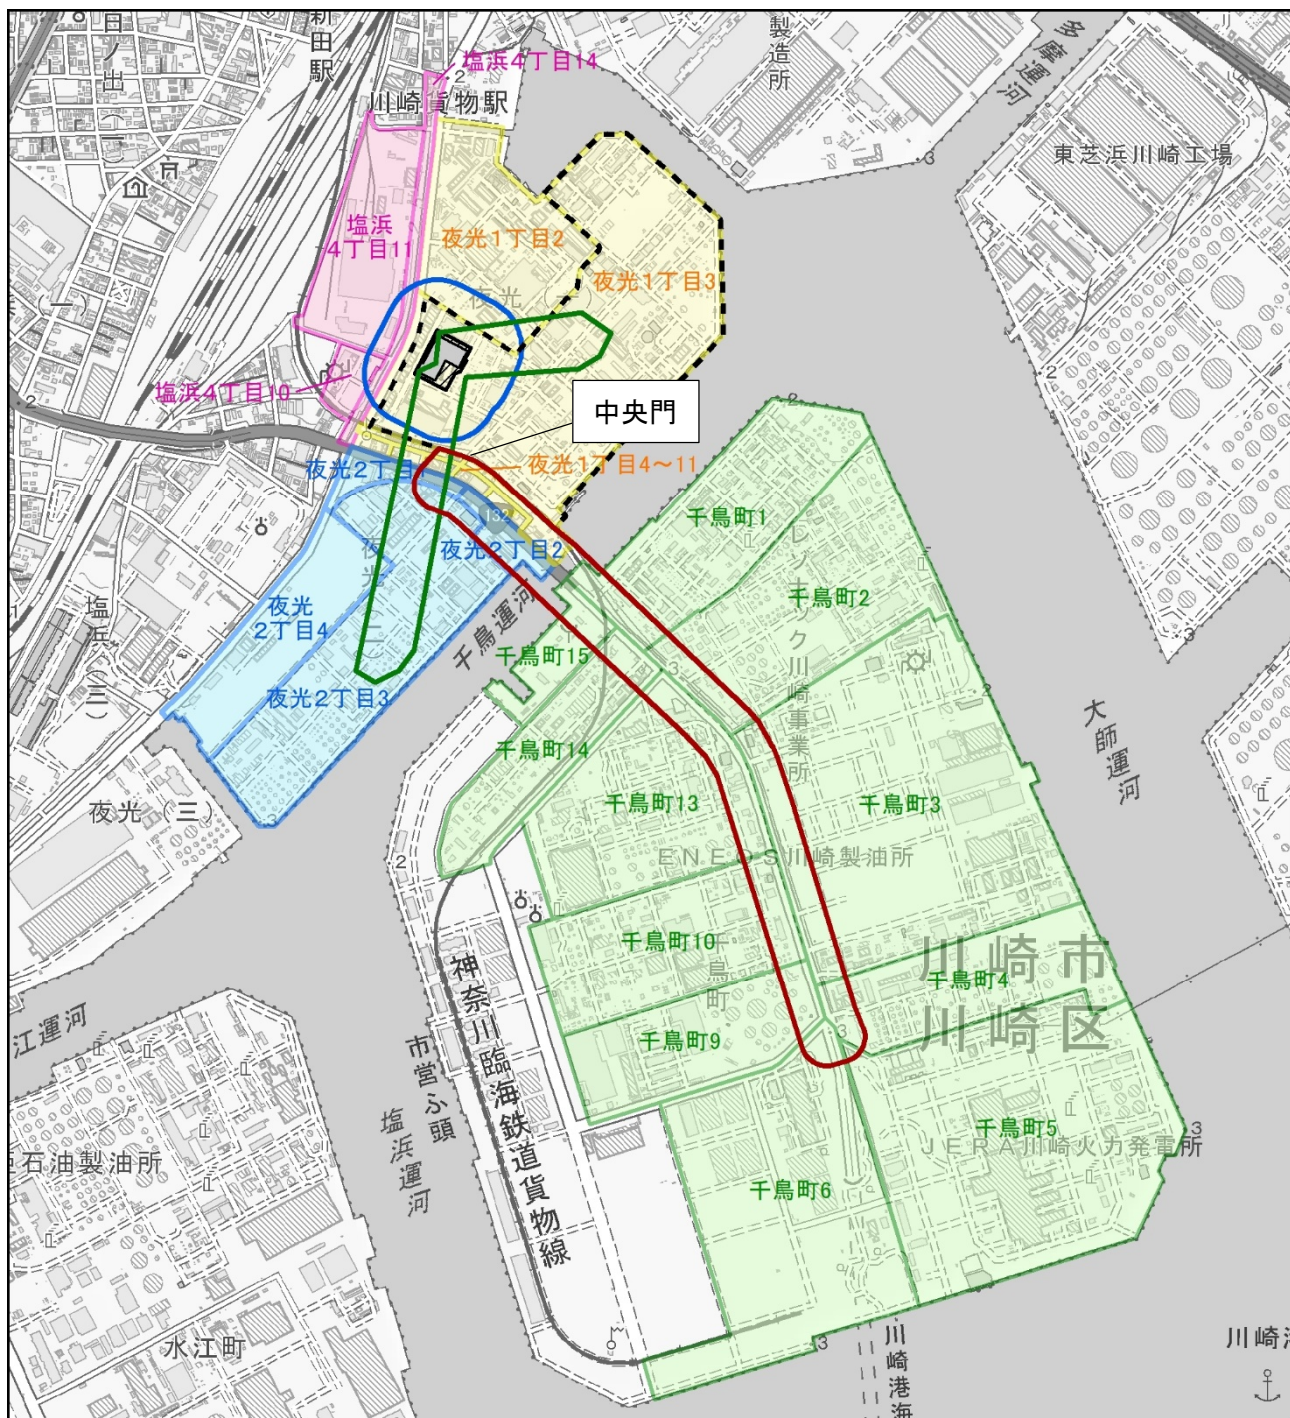 新田駅
日ノ出(二)
製造所
多摩運河
塩浜4丁目14
川崎貨物駅
東芝浜川崎工場
塩浜
4丁目11
夜光1丁目2
夜光1丁目3
夜光(一)
塩浜4丁目10
中央門
夜光2丁目1
夜光1丁目4～11
132
夜光2丁目2
千鳥町1
レゾナック川崎事業所
夜光(二)
千鳥町2
塩浜(三)
夜光
2丁目4
千鳥運河
千鳥町15
夜光2丁目3
千鳥町14
大師運河
夜光(三)
千鳥町13
千鳥町3
ENEOS川崎製油所
千鳥町10
千鳥町
川崎市
川崎区
千鳥町4
千鳥町9
神奈川臨海鉄道貨物線
江運河
市営ふ頭
塩浜運河
千鳥町5
JERA川崎火力発電所
石油製油所
千鳥町6
水江町
川崎港海
川崎港